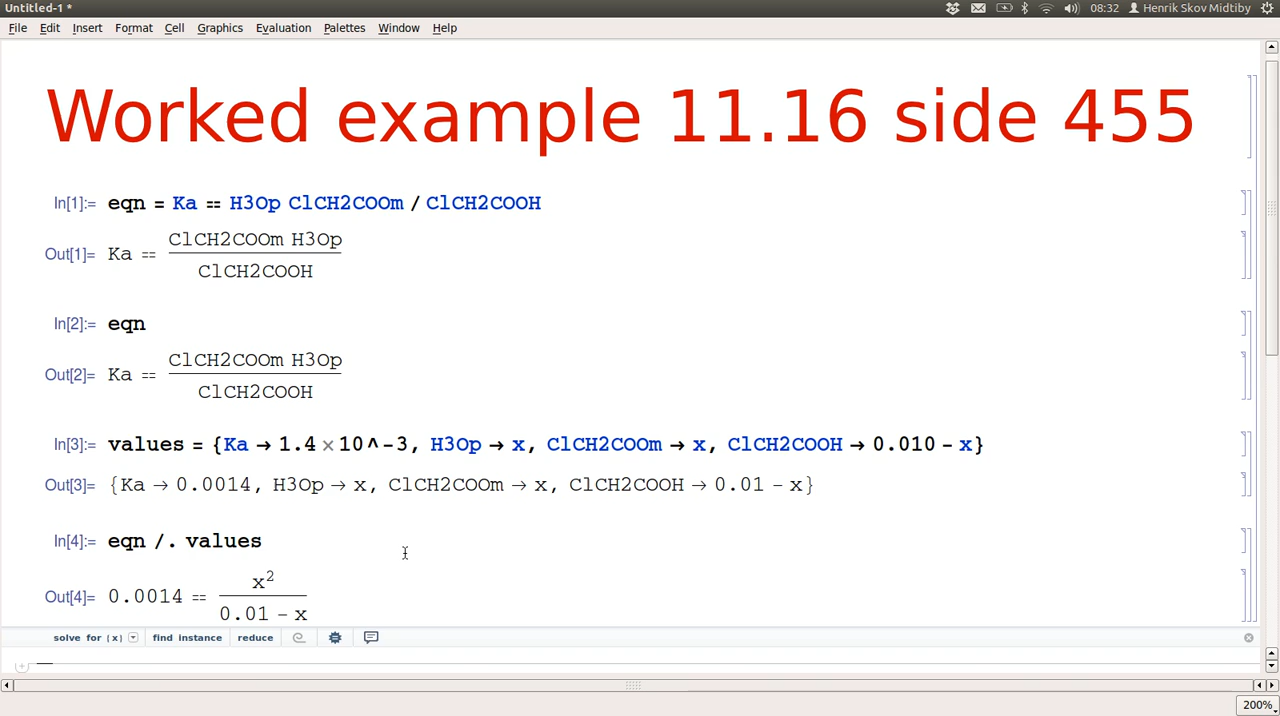 Untitled-1 *
08:32 Henrik Skov Midtiby
File Edit Insert Format Cell Graphics Evaluation Palettes Window Help
Worked example 11.16 side 455
In[1]:= eqn = Ka == H3Op ClCH2COOm / ClCH2COOH
ClCH2COOm H3Op
Out[1]= Ka ==
ClCH2COOH
In[2]:= eqn
ClCH2COOm H3Op
Out[2]= Ka ==
ClCH2COOH
In[3]:= values = {Ka → 1.4 × 10^-3, H3Op → x, ClCH2COOm → x, ClCH2COOH → 0.010 - x}
Out[3]= {Ka → 0.0014, H3Op → x, ClCH2COOm → x, ClCH2COOH → 0.01 - x}
In[4]:= eqn /. values
x²
Out[4]= 0.0014 ==
0.01 - x
solve for {x} find instance reduce
200%